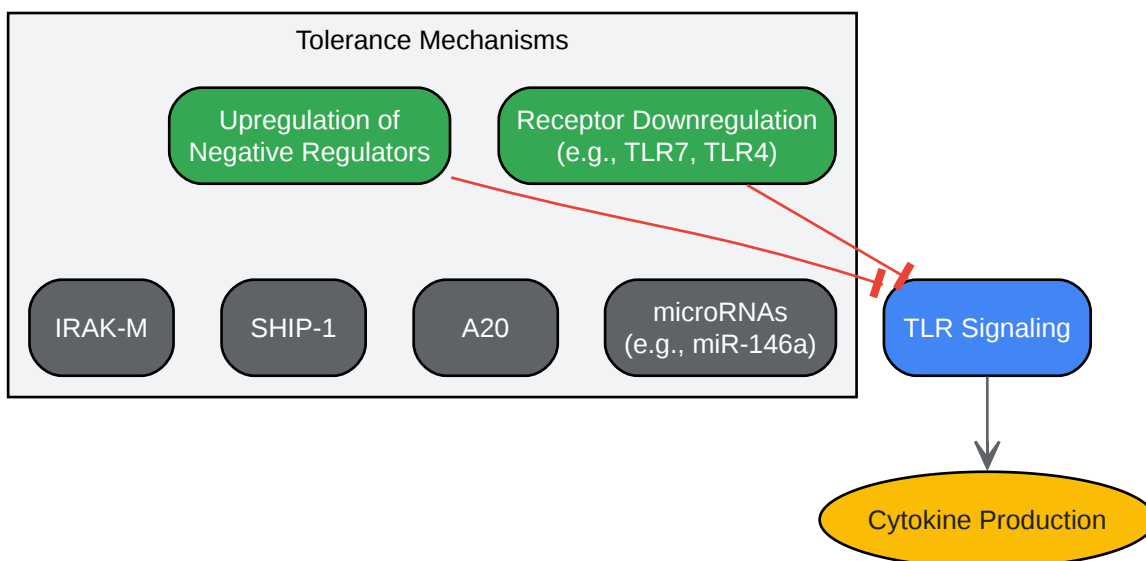 Tolerance Mechanisms
Upregulation of
Negative Regulators
Receptor Downregulation
(e.g., TLR7, TLR4)
IRAK-M
SHIP-1
A20
microRNAs
(e.g., miR-146a)
TLR Signaling
Cytokine Production